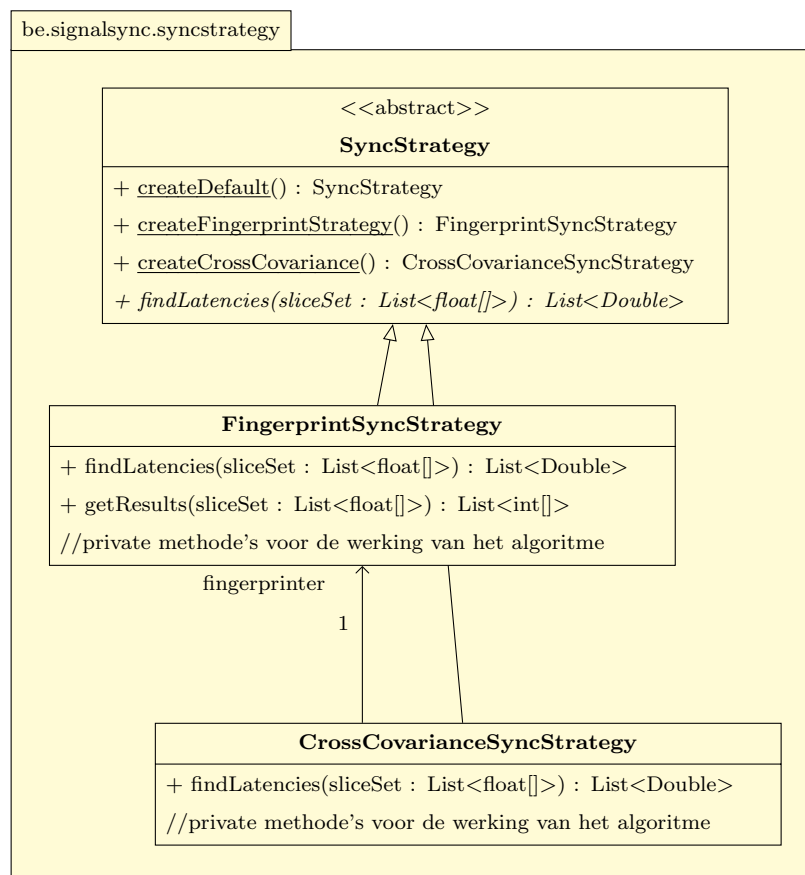 be.signalsync.syncstrategy
<<abstract>>
SyncStrategy
+ createDefault() : SyncStrategy
+ createFingerprintStrategy() : FingerprintSyncStrategy
+ createCrossCovariance() : CrossCovarianceSyncStrategy
+ findLatencies(sliceSet : List<float[]>) : List<Double>
FingerprintSyncStrategy
+ findLatencies(sliceSet : List<float[]>) : List<Double>
+ getResults(sliceSet : List<float[]>) : List<int[]>
//private methode's voor de werking van het algoritme
fingerprinter
1
CrossCovarianceSyncStrategy
+ findLatencies(sliceSet : List<float[]>) : List<Double>
//private methode's voor de werking van het algoritme